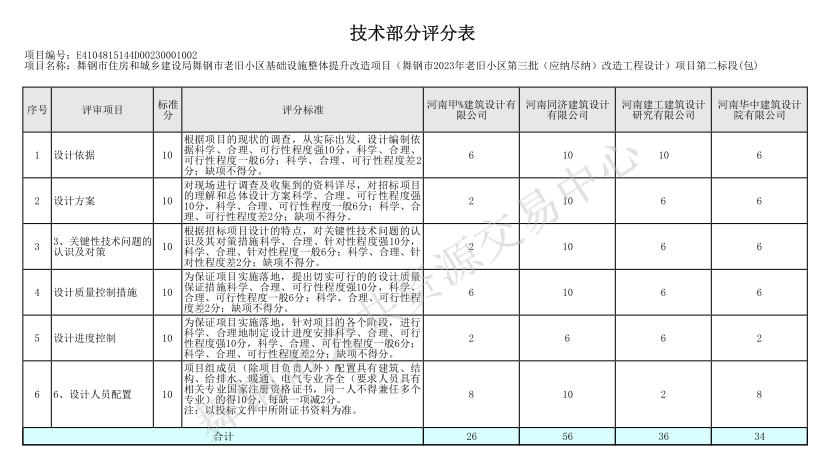 技术部分评分表
项目编号: E4104815144D00230001002
项目名称: 舞钢市住房和城乡建设局舞钢市老旧小区基础设施整体提升改造项目（舞钢市2023年老旧小区第三批（应纳尽纳）改造工程设计）项目第二标段(包)
序号 评审项目 标准分 评分标准 河南甲%建筑设计有限公司 河南同济建筑设计有限公司 河南建工建筑设计研究有限公司 河南华中建筑设计院有限公司
1 设计依据 10
根据项目的现状的调查，从实际出发，设计编制依
据科学、合理、可行性程度强10分，科学、合理、
可行性程度一般6分；科学、合理、可行性程度差2
分；缺项不得分。
6 10 10 6
2 设计方案 10
对现场进行调查及收集到的资料详尽，对招标项目
的理解和总体设计方案科学、合理、可行性程度强
10分，科学、合理、可行性程度一般6分；科学、合
理、可行性程度差2分；缺项不得分。
2 10 6 6
3 3、关键性技术问题的认识及对策 10
根据招标项目设计的特点，对关键性技术问题的认
识及其对策措施科学、合理、针对性程度强10分，
科学、合理、针对性程度一般6分；科学、合理、针
对性程度差2分；缺项不得分。
2 10 6 6
4 设计质量控制措施 10
为保证项目实施落地，提出切实可行的的设计质量
保证措施科学、合理、可行性程度强10分，科学、
合理、可行性程度一般6分；科学、合理、可行性程
度差2分；缺项不得分。
6 10 6 6
5 设计进度控制 10
为保证项目实施落地，针对项目的各个阶段，进行
科学、合理地制定设计进度安排科学、合理、可行
性程度强10分，科学、合理、可行性程度一般6分；
科学、合理、可行性程度差2分；缺项不得分。
2 6 6 2
6 6、设计人员配置 10
项目组成员（除项目负责人外）配置具有建筑、结
构、给排水、暖通、电气专业齐全（要求人员具有
相关专业国家注册资格证书，同一人不得兼任多个
专业）的得10分，每缺一项减2分。
注：以投标文件中所附证书资料为准。
8 10 2 8
合计 26 56 36 34